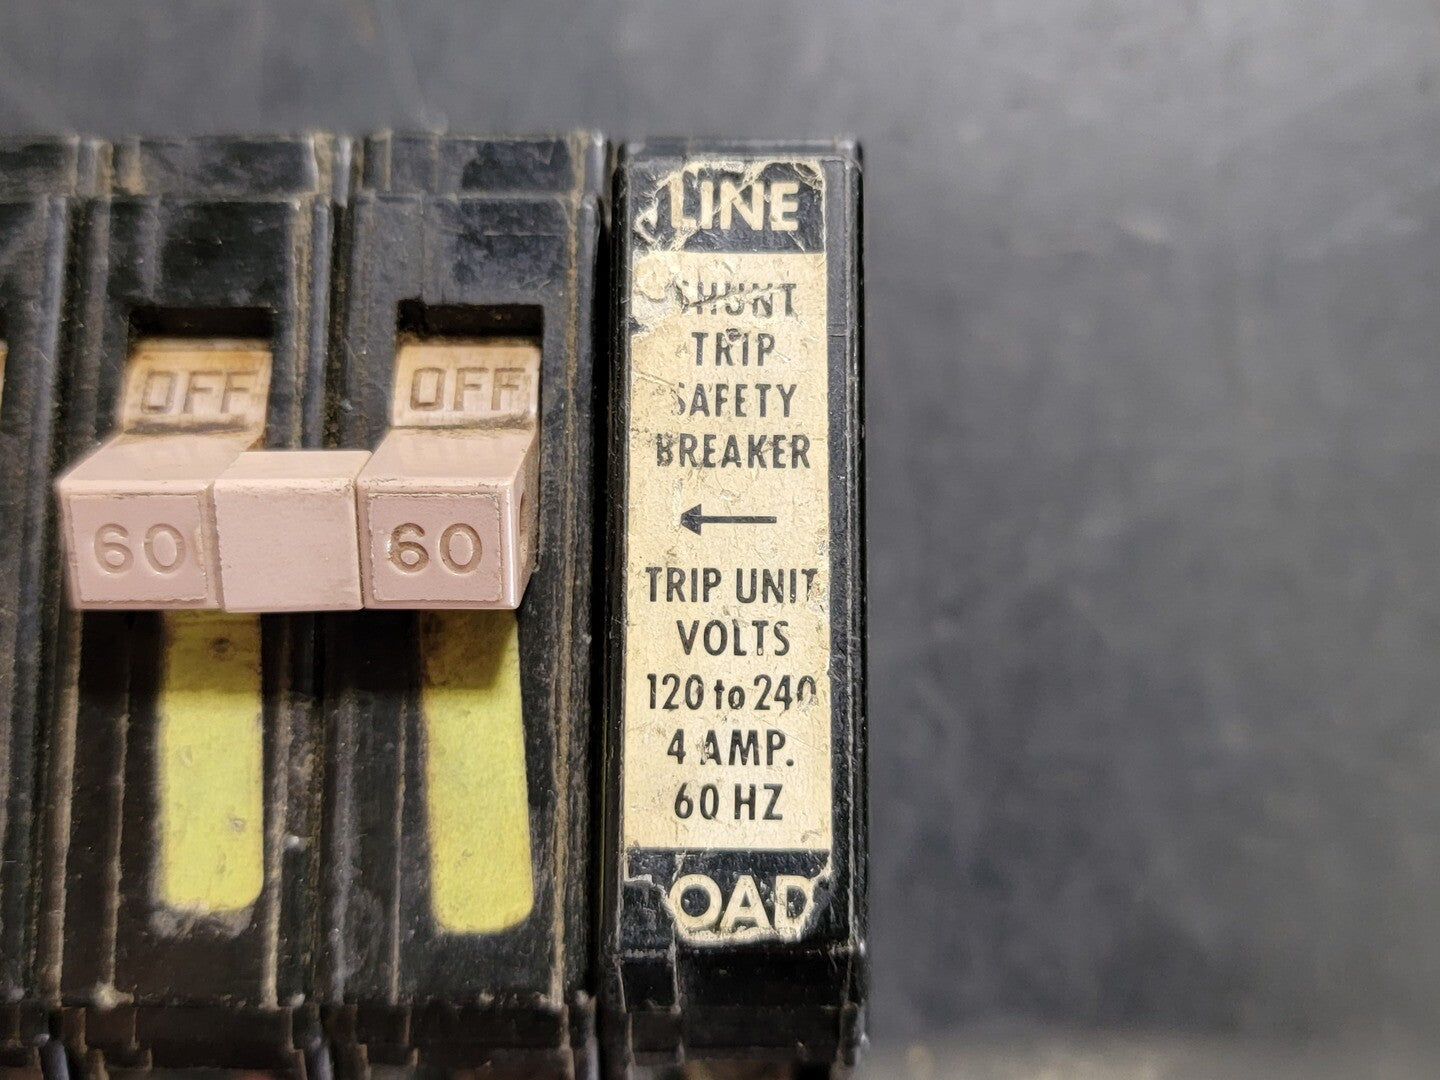 OFF
OFF
60
60
LINE
SHUNT
TRIP
SAFETY
BREAKER
TRIP UNIT
VOLTS
120 to 240
4 AMP.
60 HZ
LOAD